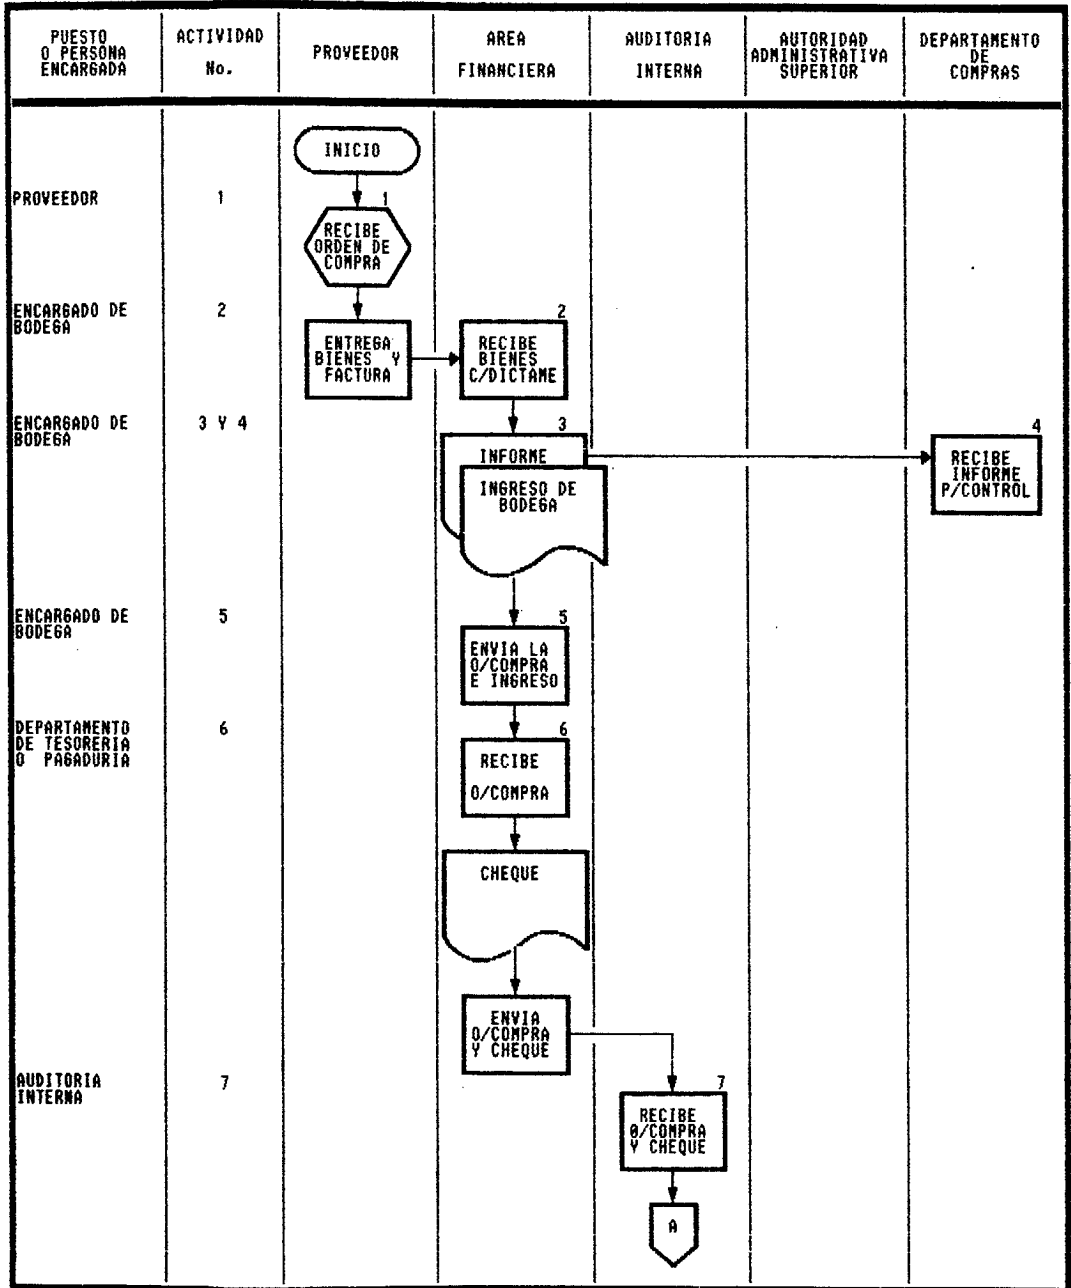 PUESTO
O PERSONA
ENCARGADA
ACTIVIDAD
No.
PROVEEDOR
AREA
FINANCIERA
AUDITORIA
INTERNA
AUTORIDAD
ADMINISTRATIVA
SUPERIOR
DEPARTAMENTO
DE
COMPRAS
INICIO
PROVEEDOR
1
1
RECIBE
ORDEN DE
COMPRA
ENCARGADO DE
BODEGA
2
ENTREGA
BIENES Y
FACTURA
2
RECIBE
BIENES
C/DICTAME
ENCARGADO DE
BODEGA
3 Y 4
3
INFORME
INGRESO DE
BODEGA
4
RECIBE
INFORME
P/CONTROL
ENCARGADO DE
BODEGA
5
5
ENVIA LA
O/COMPRA
E INGRESO
DEPARTAMENTO
DE TESORERIA
O PAGADURIA
6
6
RECIBE
O/COMPRA
CHEQUE
ENVIA
O/COMPRA
Y CHEQUE
AUDITORIA
INTERNA
7
7
RECIBE
O/COMPRA
Y CHEQUE
A